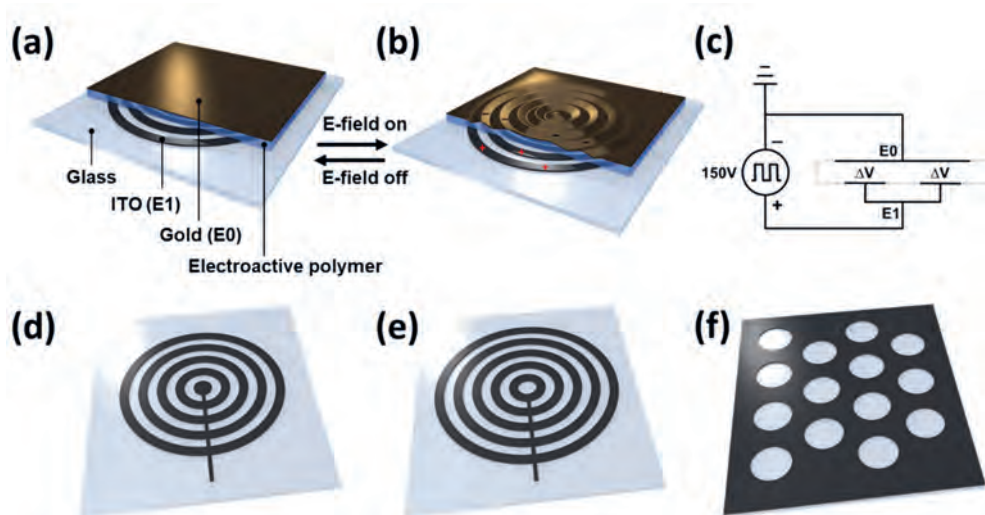 (a)
(b)
(c)
E-field on
E-field off
Glass
ITO (E1)
Gold (E0)
Electroactive polymer
- - -
+ + +
−
150V
+
E0
ΔV
ΔV
E1
(d)
(e)
(f)